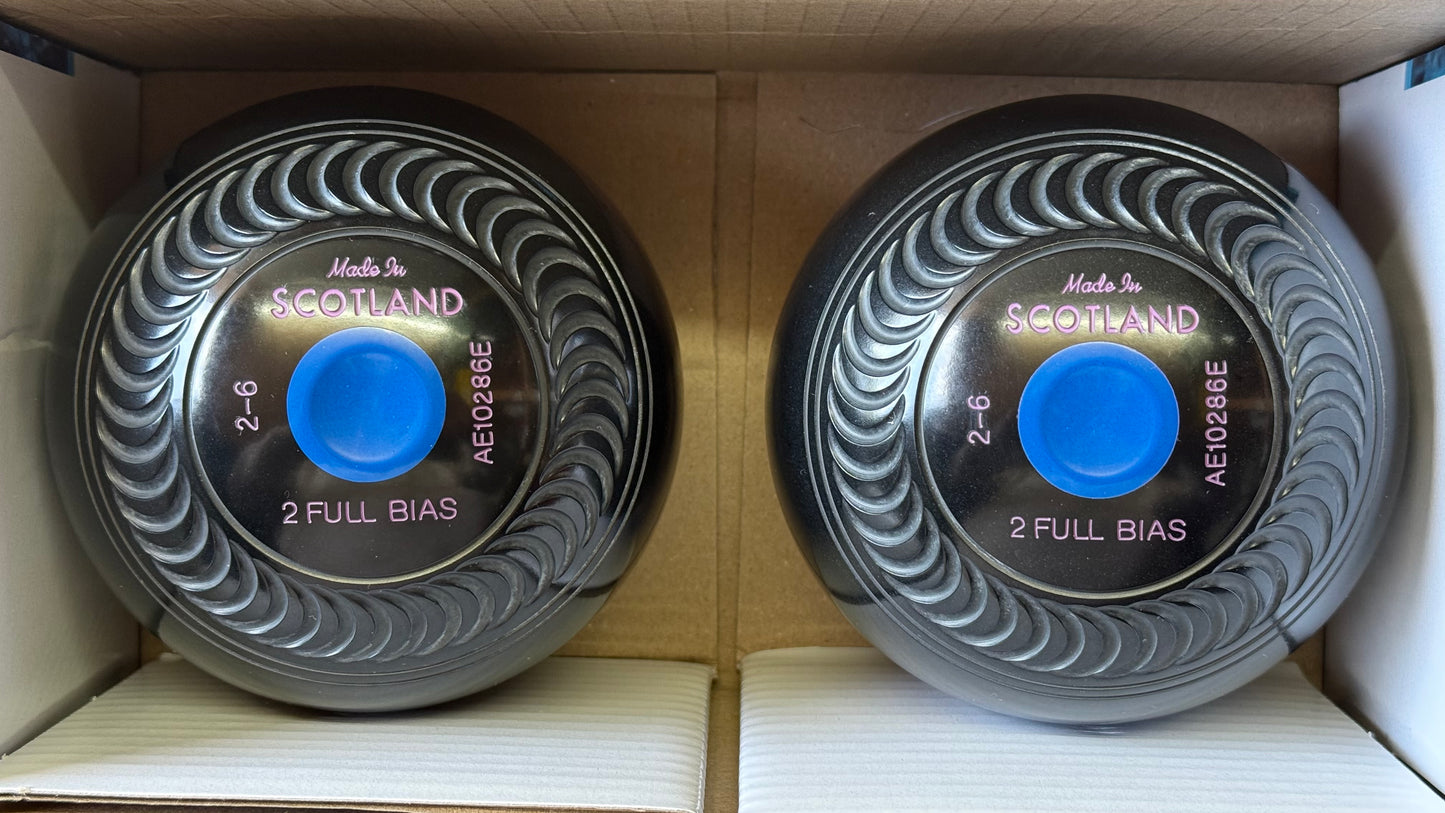 Made In
SCOTLAND
2-6
AE10286E
2 FULL BIAS
Made In
SCOTLAND
2-6
AE10286E
2 FULL BIAS